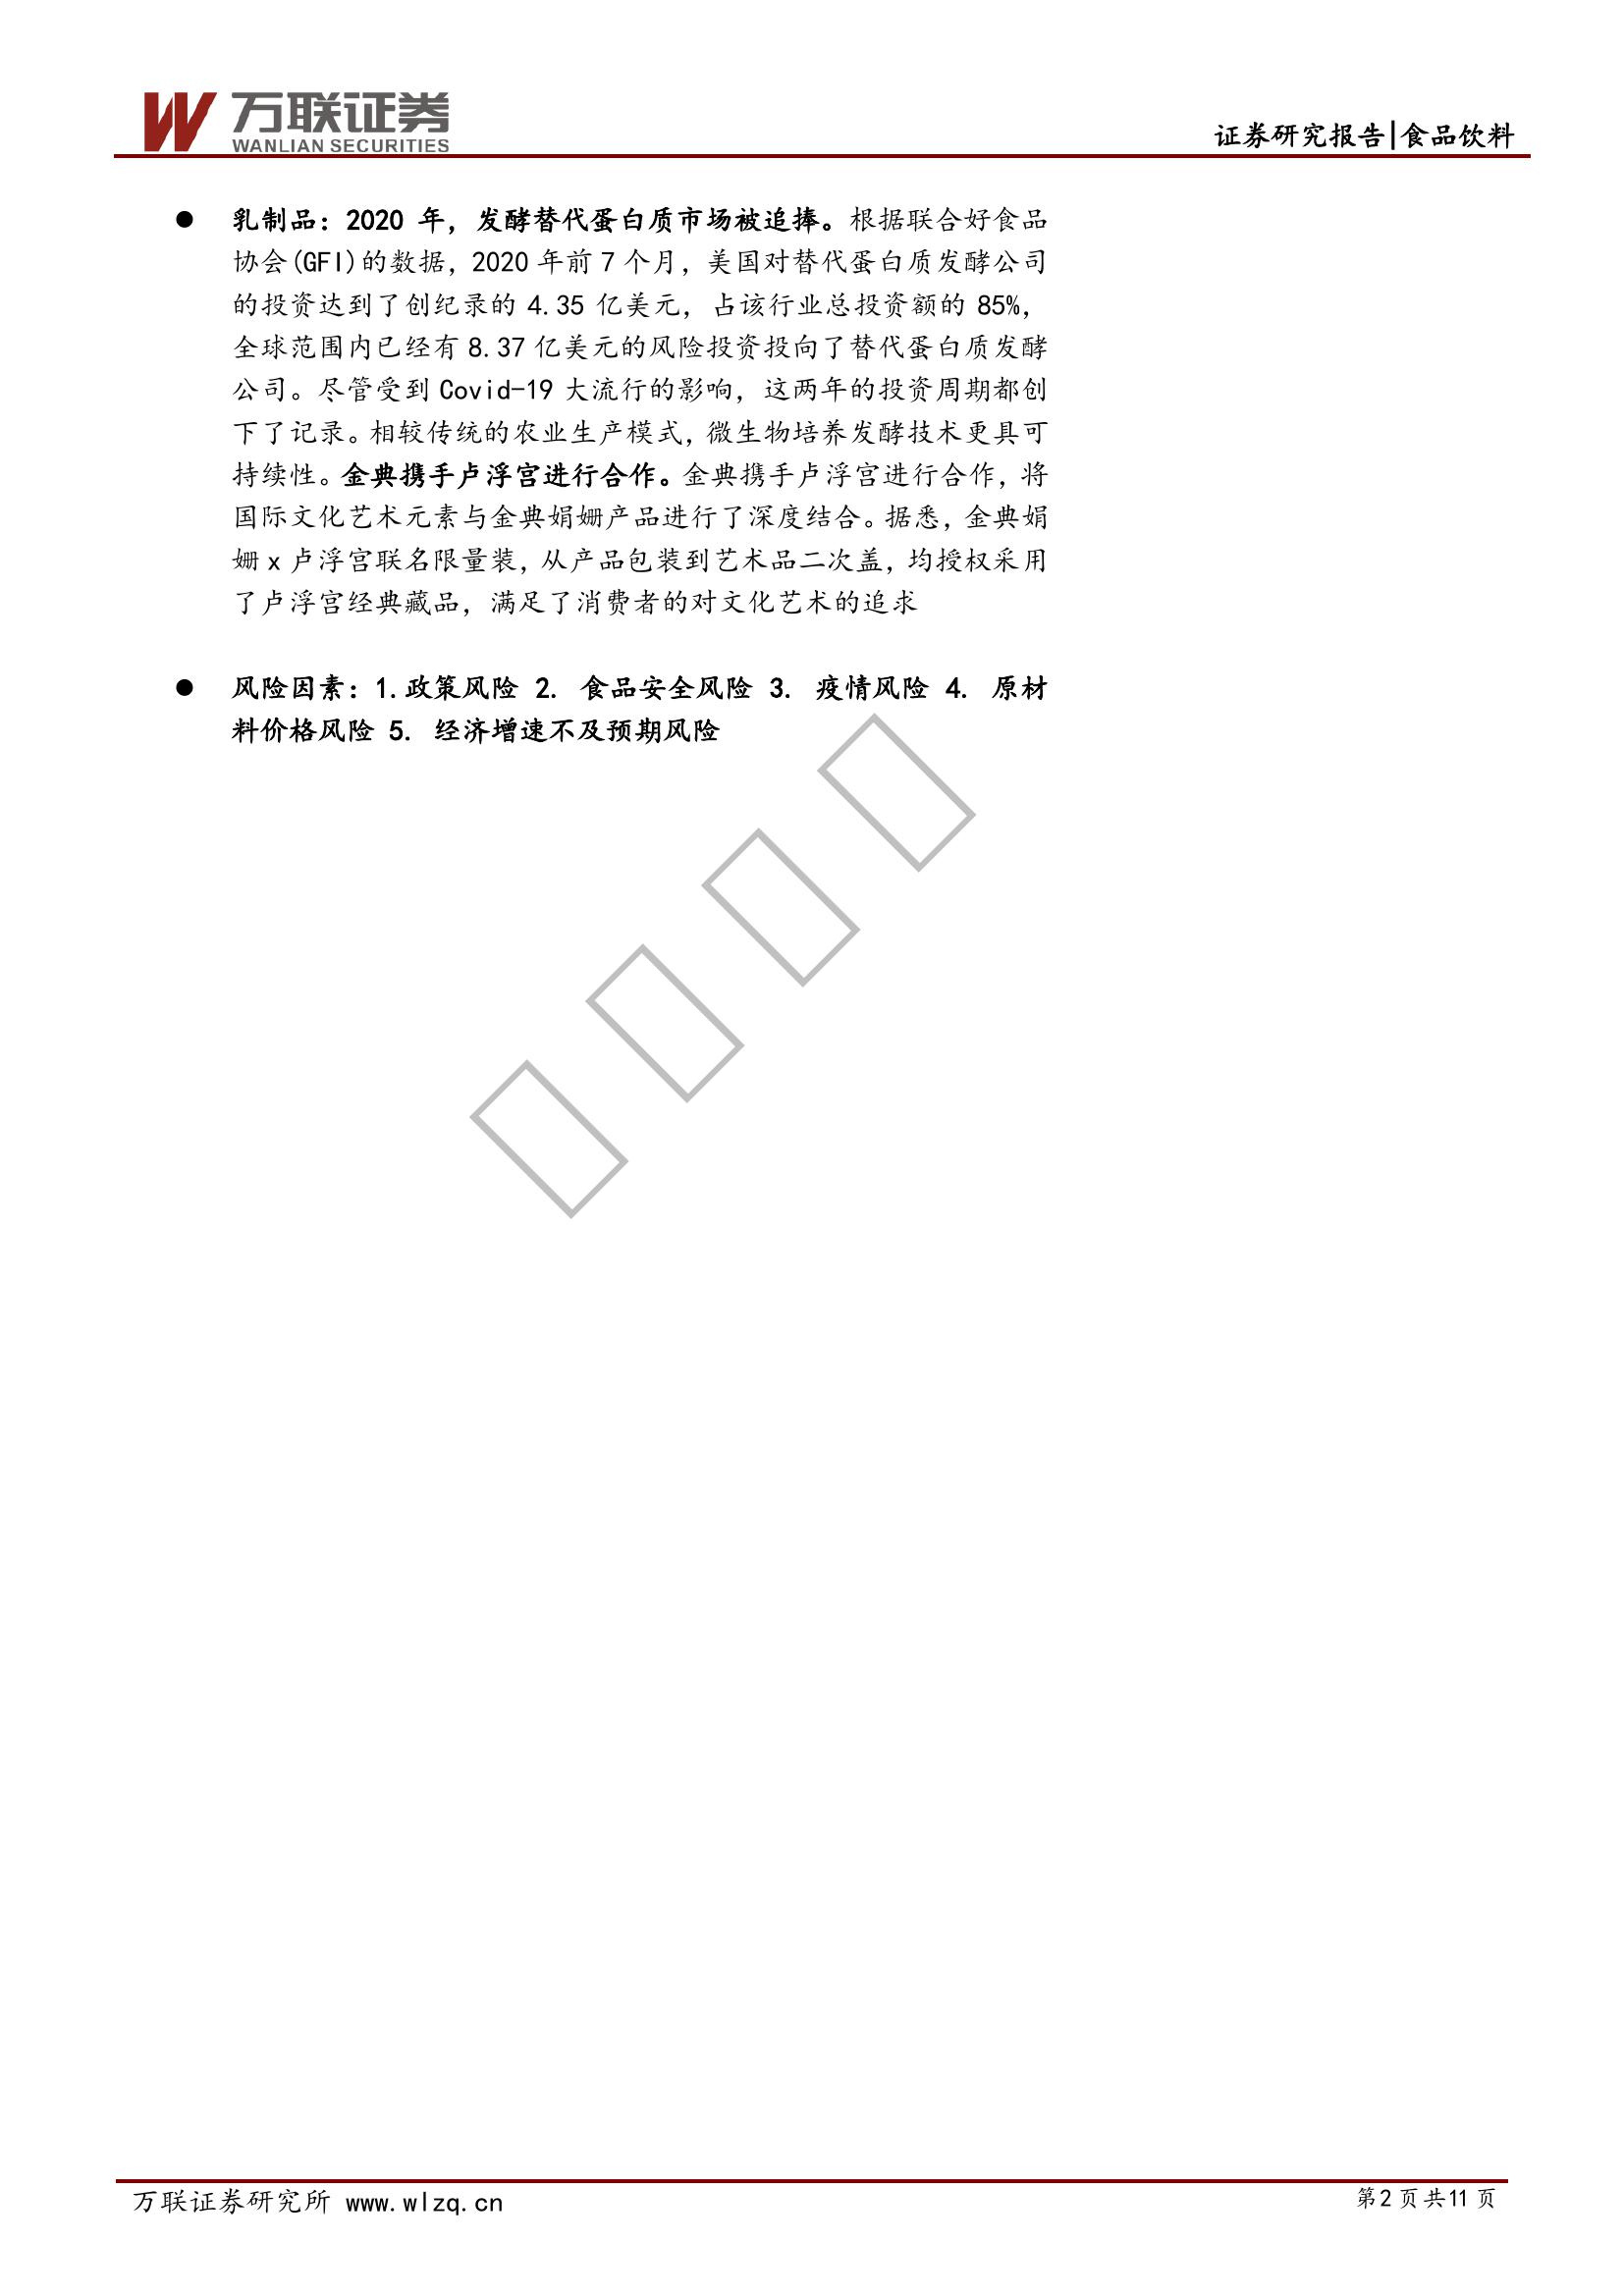 万联证券
WANLIAN SECURITIES
证券研究报告|食品饮料
● 乳制品：2020 年，发酵替代蛋白质市场被追捧。根据联合好食品
协会(GFI)的数据，2020 年前 7 个月，美国对替代蛋白质发酵公司
的投资达到了创纪录的 4.35 亿美元，占该行业总投资额的 85%，
全球范围内已经有 8.37 亿美元的风险投资投向了替代蛋白质发酵
公司。尽管受到 Covid-19 大流行的影响，这两年的投资周期都创
下了记录。相较传统的农业生产模式，微生物培养发酵技术更具可
持续性。金典携手卢浮宫进行合作。金典携手卢浮宫进行合作，将
国际文化艺术元素与金典娟姗产品进行了深度结合。据悉，金典娟
姗 x 卢浮宫联名限量装，从产品包装到艺术品二次盖，均授权采用
了卢浮宫经典藏品，满足了消费者的对文化艺术的追求
● 风险因素：1.政策风险 2. 食品安全风险 3. 疫情风险 4. 原材
料价格风险 5. 经济增速不及预期风险
万联证券研究所 www.wlzq.cn
第2 页 共11 页